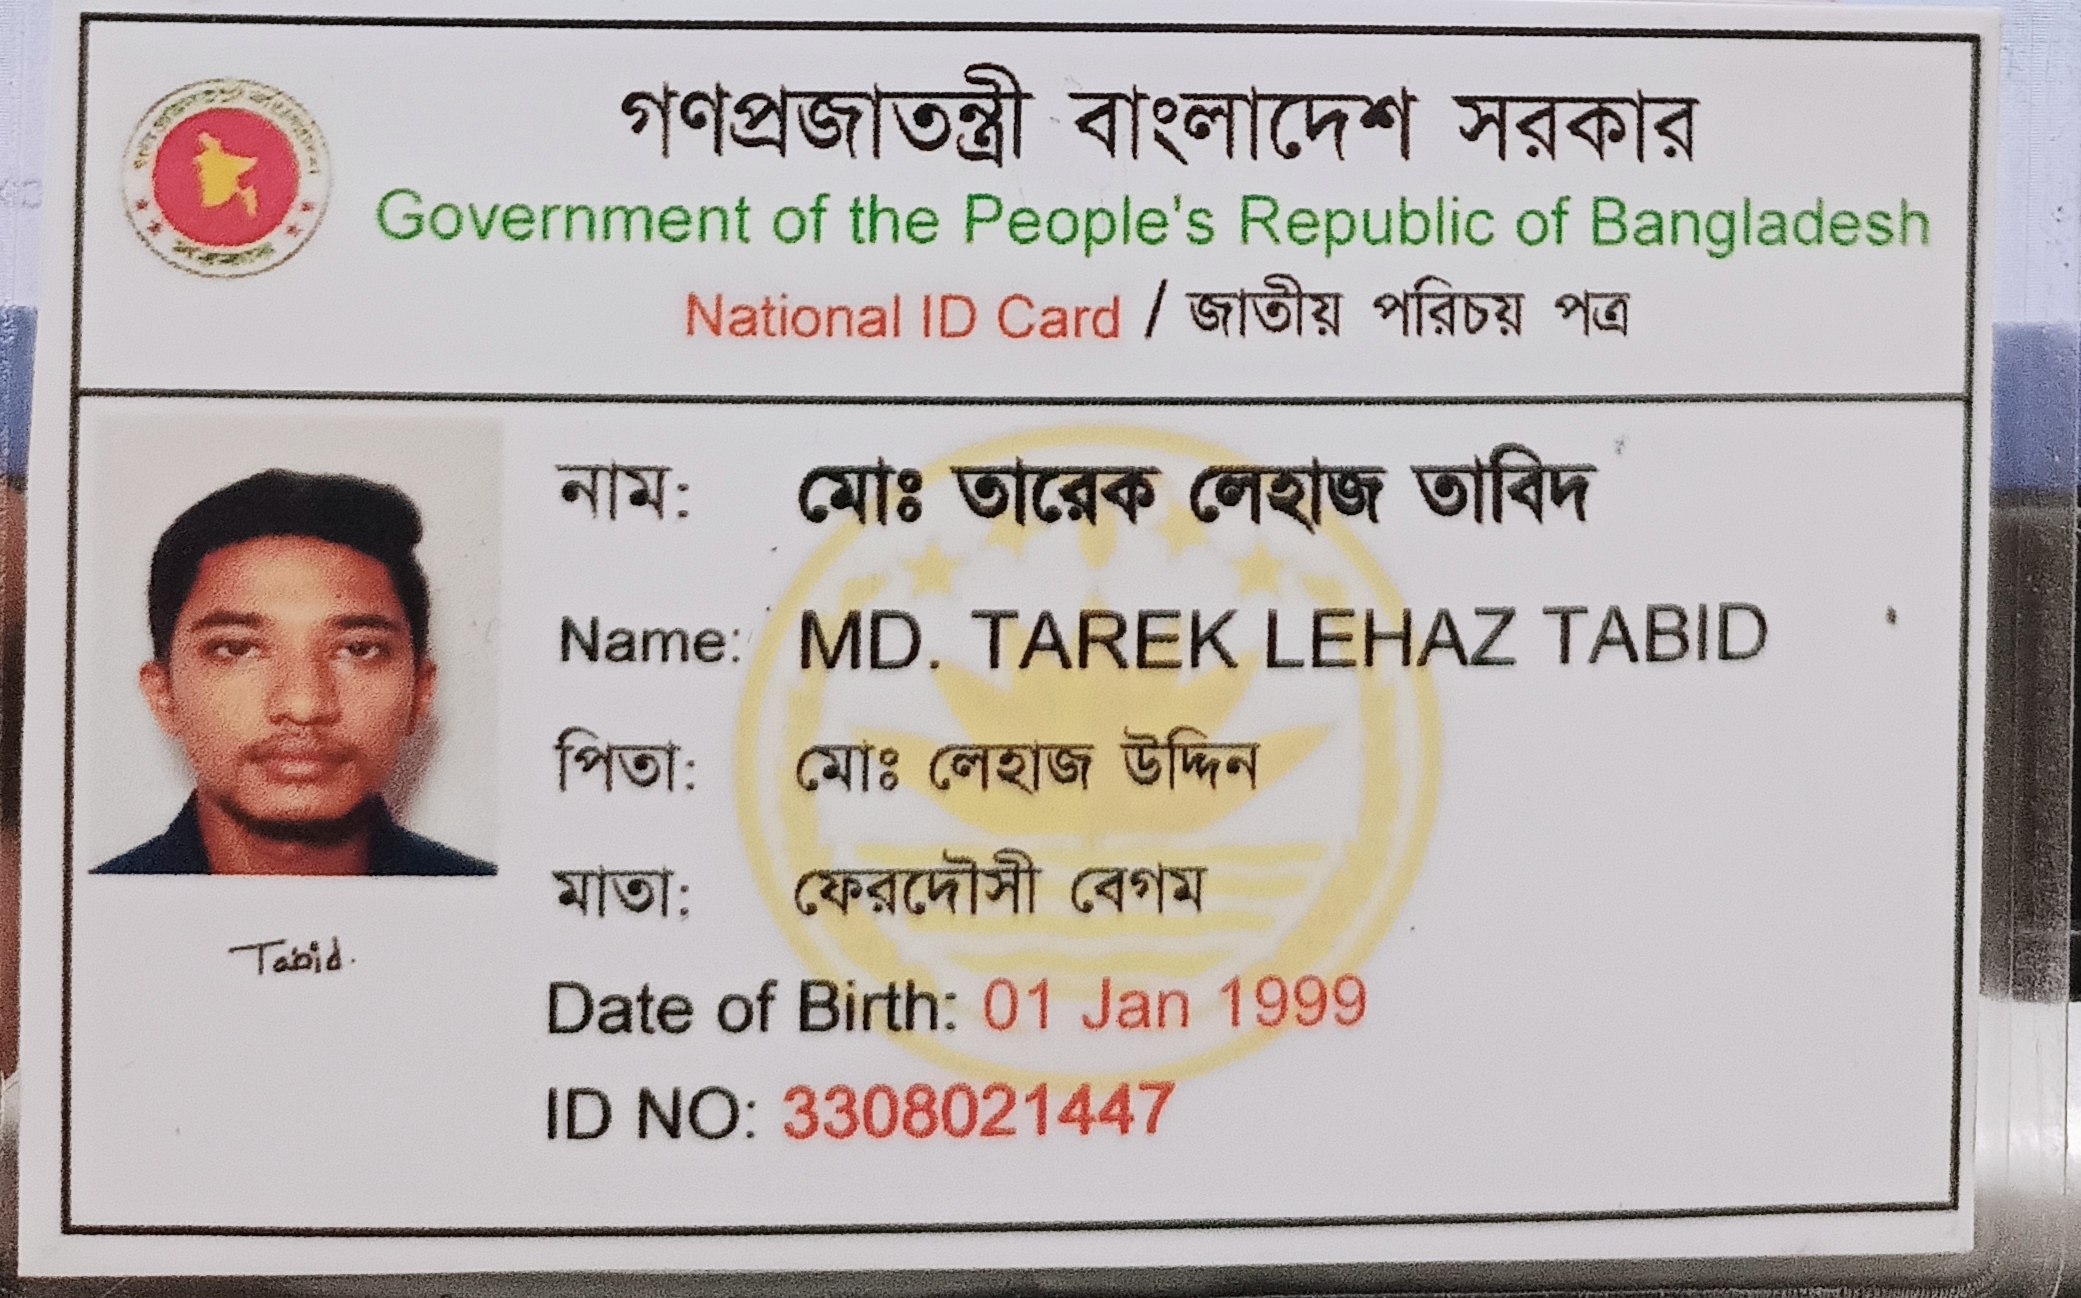 গণপ্রজাতন্ত্রী বাংলাদেশ সরকার
Government of the People's Republic of Bangladesh
National ID Card / জাতীয় পরিচয় পত্র
নাম: মোঃ তারেক লেহাজ তাবিদ
Name: MD. TAREK LEHAZ TABID
পিতা: মোঃ লেহাজ উদ্দিন
মাতা: ফেরদৌসী বেগম
Tabid.
Date of Birth: 01 Jan 1999
ID NO: 3308021447